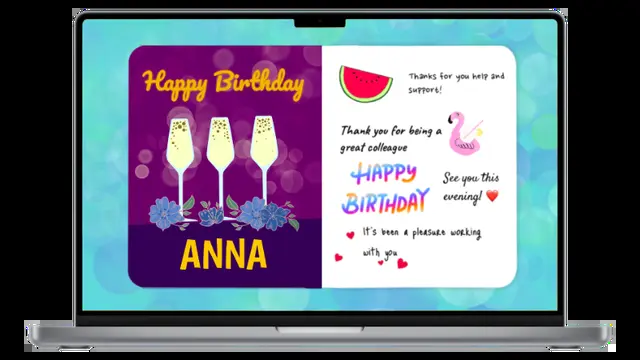 Happy Birthday
ANNA
Thanks for you help and
support!
Thank you for being a
great colleague
HAPPY
BIRTHDAY
See you this
evening! ❤️
It's been a pleasure working
with you